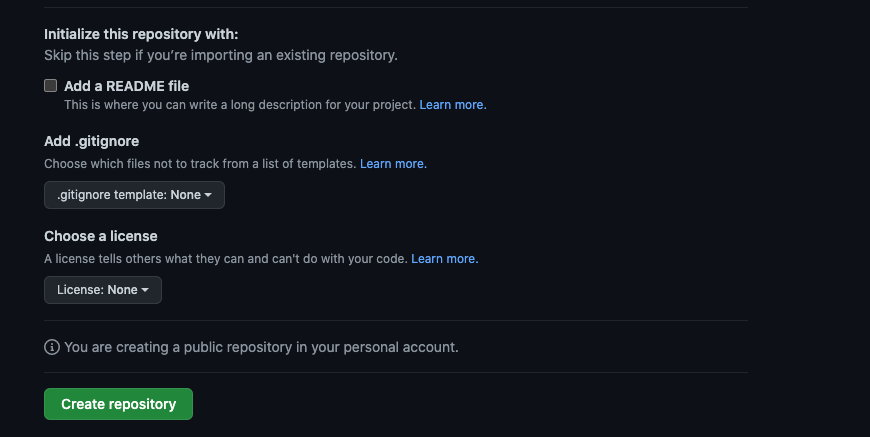 Initialize this repository with:
Skip this step if you’re importing an existing repository.
Add a README file
This is where you can write a long description for your project. Learn more.
Add .gitignore
Choose which files not to track from a list of templates. Learn more.
.gitignore template: None
Choose a license
A license tells others what they can and can't do with your code. Learn more.
License: None
You are creating a public repository in your personal account.
Create repository